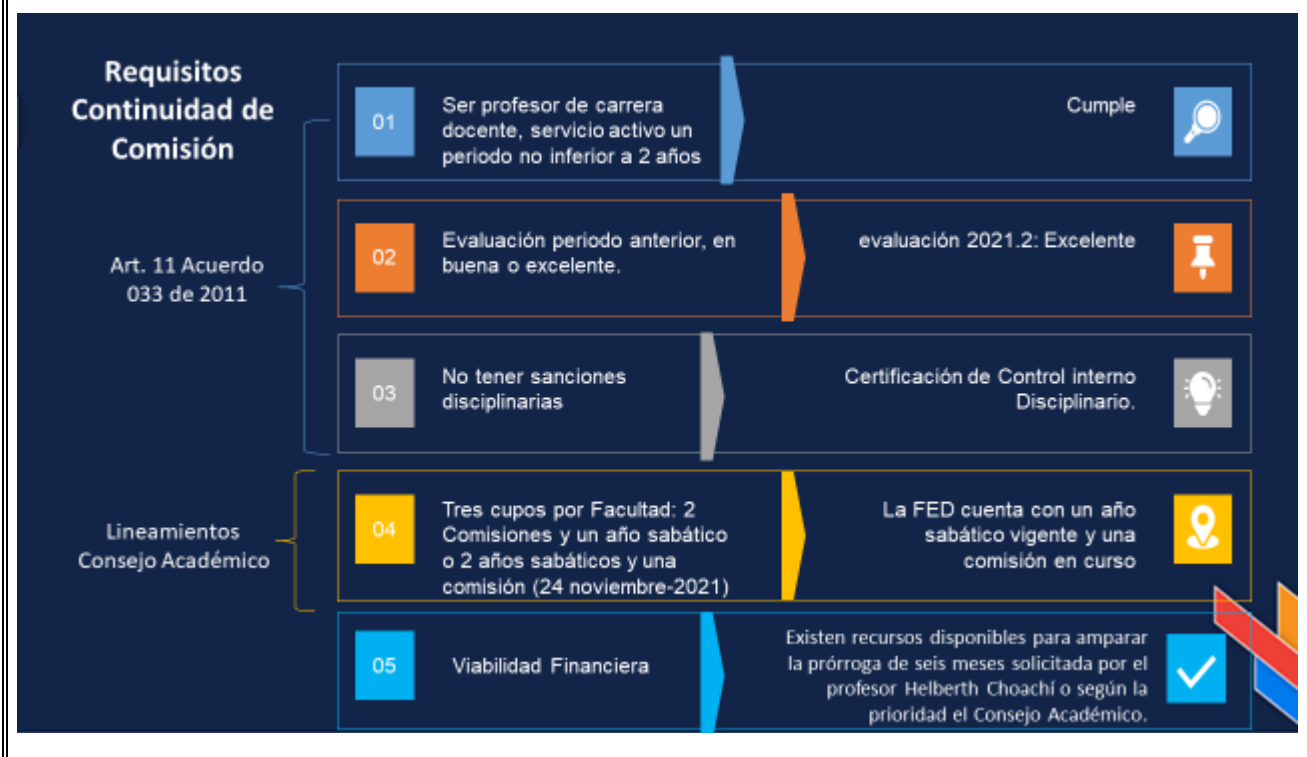 Requisitos
Continuidad de
Comisión
Art. 11 Acuerdo
033 de 2011
01
Ser profesor de carrera
docente, servicio activo un
periodo no inferior a 2 años
Cumple
02
Evaluación periodo anterior, en
buena o excelente.
evaluación 2021.2: Excelente
03
No tener sanciones
disciplinarias
Certificación de Control interno
Disciplinario.
Lineamientos
Consejo Académico
04
Tres cupos por Facultad: 2
Comisiones y un año sabático
o 2 años sabáticos y una
comisión (24 noviembre-2021)
La FED cuenta con un año
sabático vigente y una
comisión en curso
05
Viabilidad Financiera
Existen recursos disponibles para amparar
la prórroga de seis meses solicitada por el
profesor Helberth Choachí o según la
prioridad el Consejo Académico.